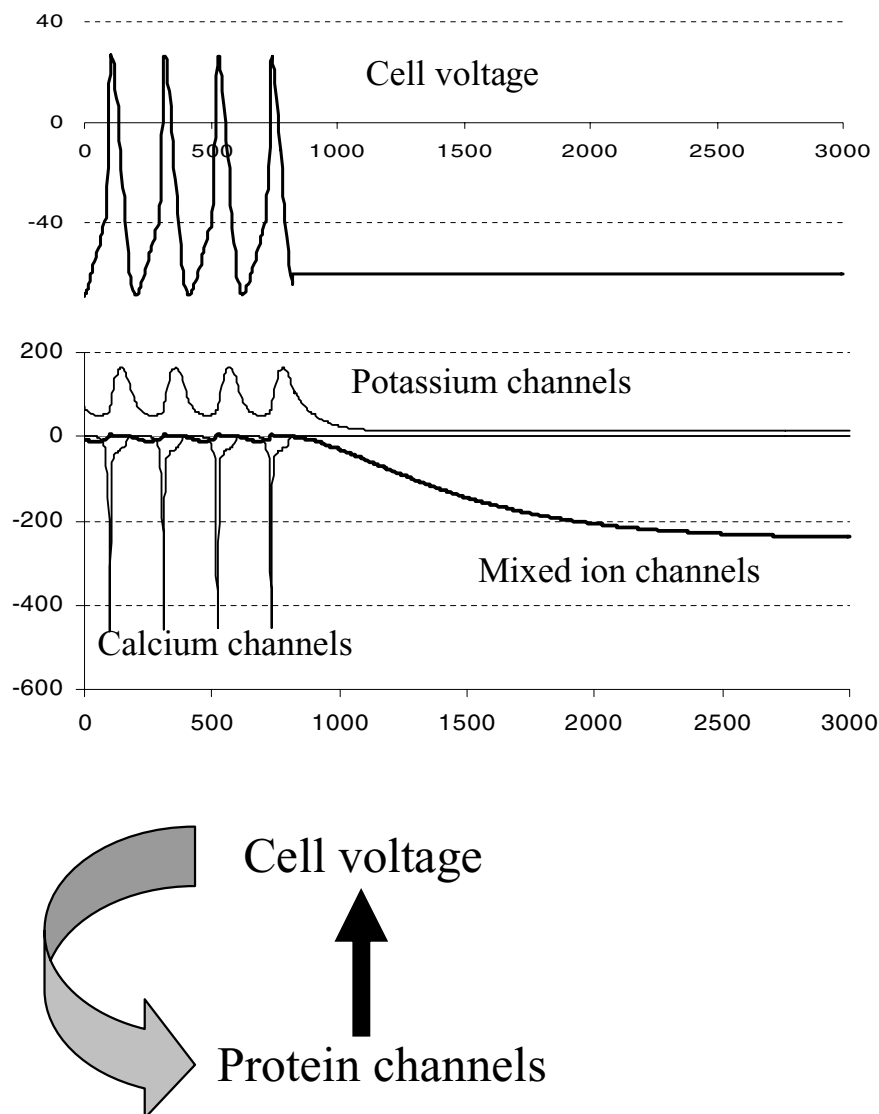 40
Cell voltage
0
0 500 1000 1500 2000 2500 3000
-40
200
Potassium channels
0
-200
Mixed ion channels
-400
Calcium channels
-600
0 500 1000 1500 2000 2500 3000
Cell voltage
Protein channels